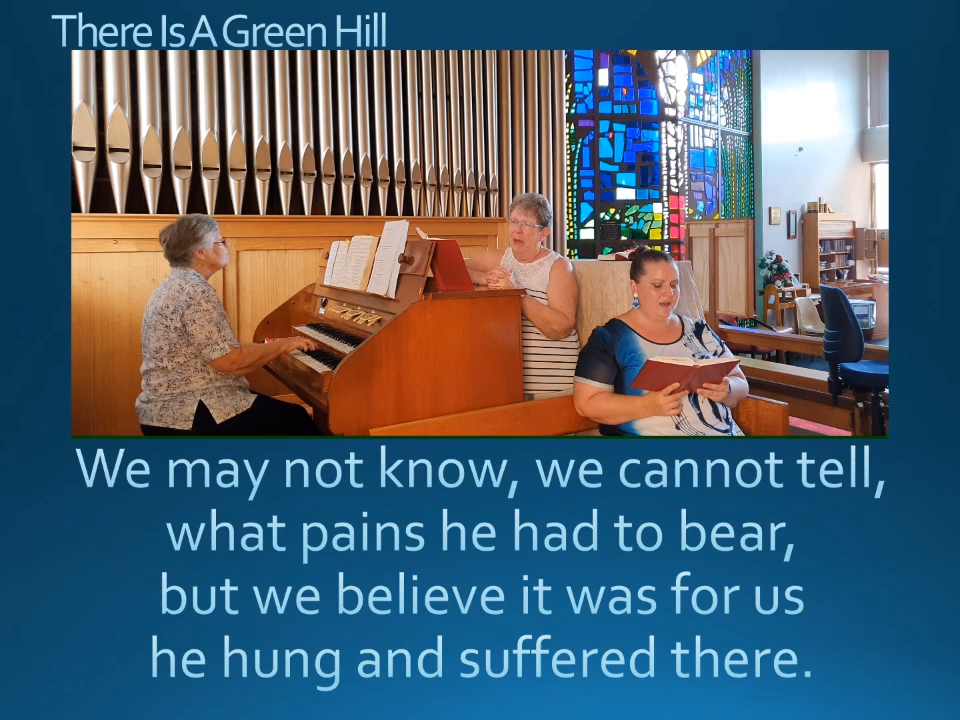 There Is A Green Hill
We may not know, we cannot tell,
what pains he had to bear,
but we believe it was for us
he hung and suffered there.